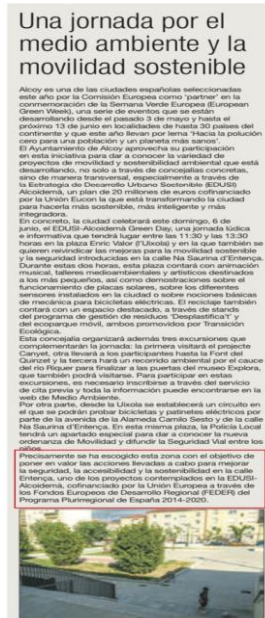 Una jornada por el
medio ambiente y la
movilidad sostenible
Alcoy es una de las ciudades españolas seleccionadas
este año por la Comisión Europea como 'partner' en la
conmemoración de la Semana Verde Europea (European
Green Week), una serie de eventos que se están
desarrollando desde el pasado 3 de mayo y hasta el
próximo 13 de junio en localidades de hasta 30 países del
continente y que este año llevan por lema 'Hacia la polución
cero para una población y un planeta más sanos'.
El Ayuntamiento de Alcoy aprovecha su participación
en esta iniciativa para dar a conocer la variedad de
proyectos de movilidad y sostenibilidad ambiental que está
desarrollando, no solo a través de concejalías concretas,
sino de manera transversal, especialmente a través de
la Estrategia de Decarrollo Urbano Socтenible (EDUSI)
Alcoidemà, un plan de 20 millones de euros cofinanciado
por la Unión Eucon la que está transformando la ciudad
para hacerla más sostenible, más inteligente y más
integradora.
En concreto, la ciudad celebrará este domingo, 6 de
junio, el EDUSI-Alcoidemà Green Day, una jornada lúdica
e informativa que tendrá lugar entre las 11:30 y las 13:30
horas en la plaza Enric Valor (l'Uixola) y en la que también se
quieren reivindicar las mejoras para la movilidad sostenible
y la seguridad introducidas en la calle Na Saurina d'Entença.
Durante estas dos horas, esta plaza contará con animación
musical, talleres medioambientales y artísticos destinados
a los más pequeños, así como demostraciones sobre el
funcionamiento de placas solares, sobre los diferentes
sensores instalados en la ciudad o sobre nociones básicas
de mecánica para bicicletas eléctricas. El reciclaje también
contará con un espacio destacado, a través de stands
del programa de gestión de residuos 'Desplastifica't' y
del ecoparque móvil, ambos promovidos por Transición
Ecológica.
Esta concejalía organizará además tres excursiones que
complementarán la jornada: la primera visitará el projecte
Canyet, otra llevará a los participantes hasta la Font del
Quinzet y la tercera hará un recorrido ambiental por el cauce
del río Riquer para finalizar a las puertas del museo Explora,
que también podrá visitarse. Para participar en estas
excursiones, es necesario inscribirse a través del servicio
de cita previa y toda la información puede encontrarse en la
web de Medio Ambiente.
Por otra parte, desde la Uixola se establecerá un circuito en
el que se podrán probar bicicletas y patinetes eléctricos por
parte de la avenida de la Alameda Camilo Sesto y de la calle
Na Saurina d'Entença. En esta misma plaza, la Policía Local
tendrá un apartado especial para dar a conocer la nueva
ordenanza de Movilidad y difundir la Seguridad Vial entre los
niños.
Precisamente se ha escogido esta zona con el objetivo de
poner en valor las acciones llevadas a cabo para mejorar
la seguridad, la accesibilidad y la sostenibilidad en la calle
Entença, uno de los proyectos contemplados en la EDUSI-
Alcoidemà, cofinanciado por la Unión Europea a través de
los Fondos Europeos de Desarrollo Regional (FEDER) del
Programa Plurirregional de España 2014-2020.